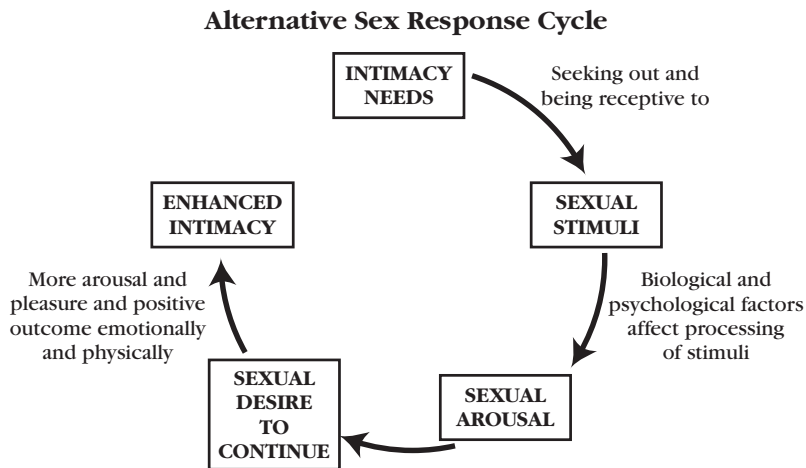 Alternative Sex Response Cycle
INTIMACY
NEEDS
Seeking out and
being receptive to
SEXUAL
STIMULI
Biological and
psychological factors
affect processing
of stimuli
SEXUAL
AROUSAL
SEXUAL
DESIRE
TO
CONTINUE
More arousal and
pleasure and positive
outcome emotionally
and physically
ENHANCED
INTIMACY